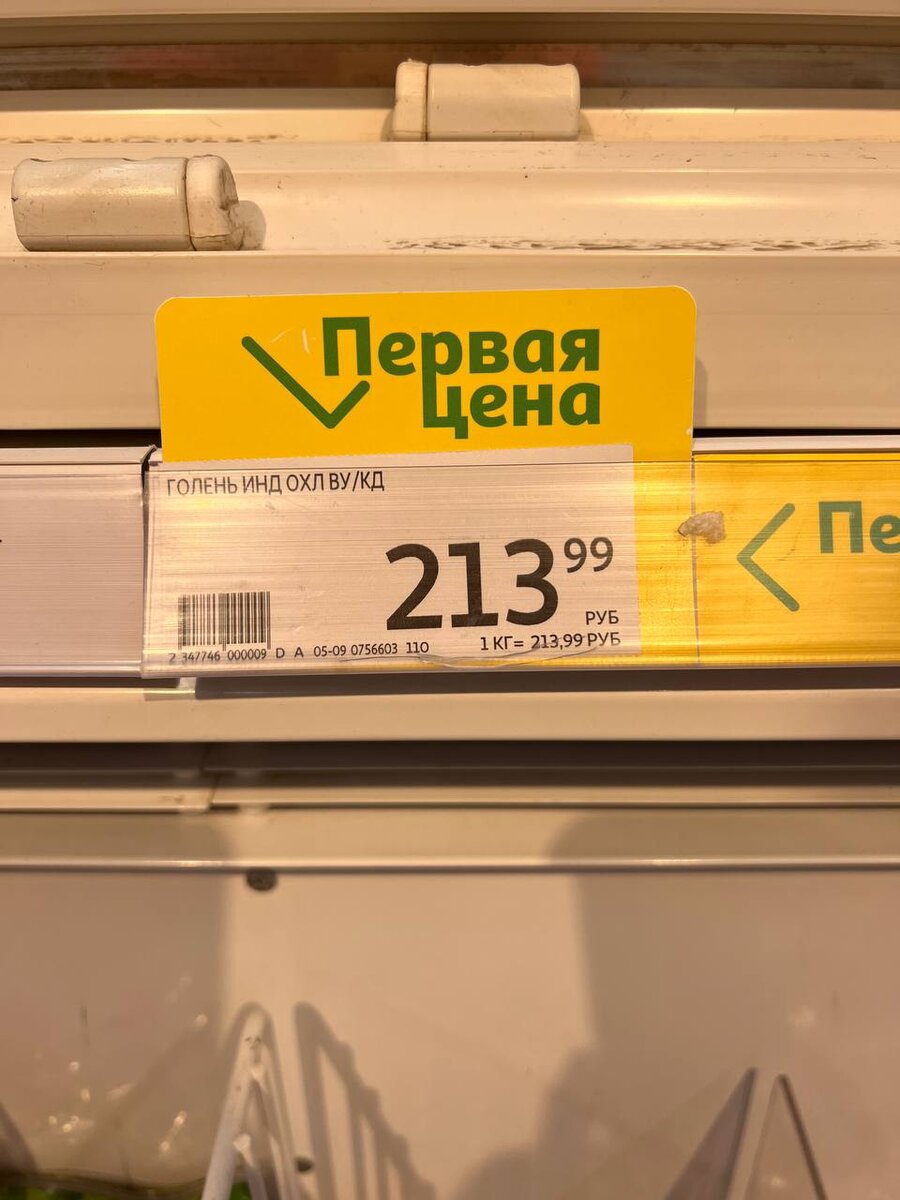 Первая
цена
ГОЛЕНЬ ИНД ОХЛ ВУ/КД
213 99
РУБ
1 КГ= 213,99 РУБ
2 347746 000009 D A 05-09 0756603 110
Пе